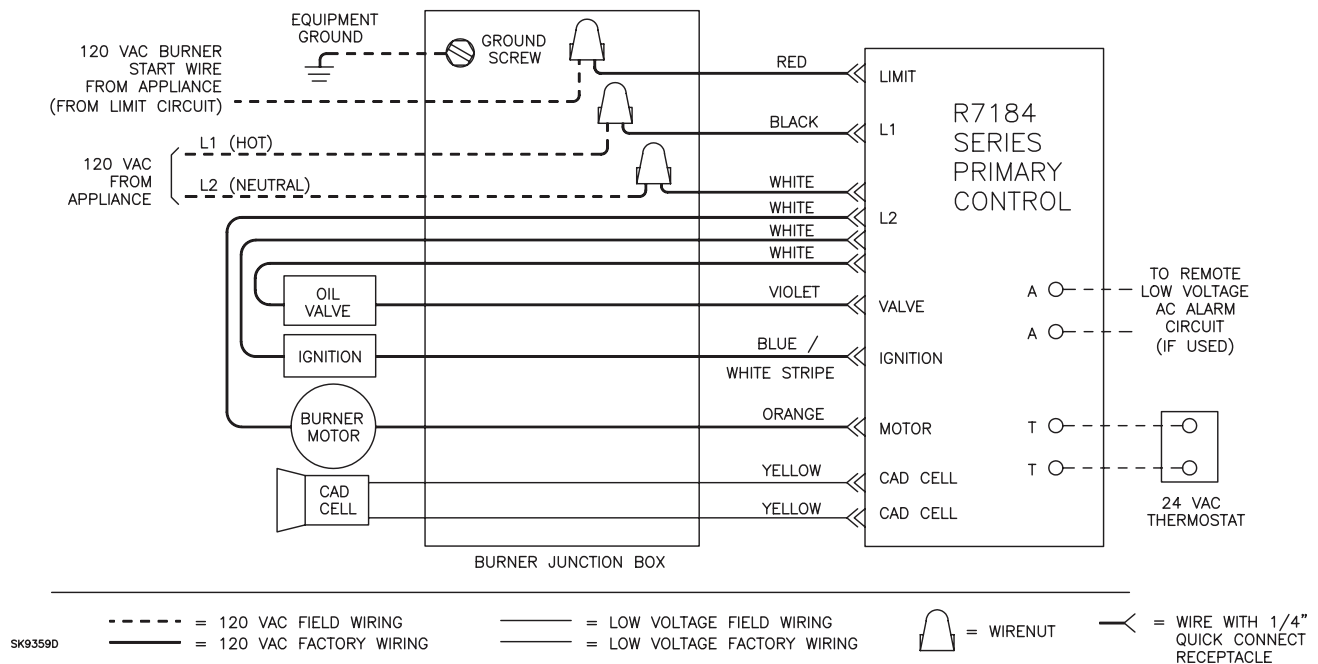 EQUIPMENT
GROUND
GROUND
SCREW
120 VAC BURNER
START WIRE
FROM APPLIANCE
(FROM LIMIT CIRCUIT)
L1 (HOT)
120 VAC
FROM
APPLIANCE
L2 (NEUTRAL)
RED
BLACK
WHITE
WHITE
WHITE
WHITE
VIOLET
BLUE /
WHITE STRIPE
ORANGE
YELLOW
YELLOW
OIL
VALVE
IGNITION
BURNER
MOTOR
CAD
CELL
BURNER JUNCTION BOX
LIMIT
L1
L2
VALVE
IGNITION
MOTOR
CAD CELL
CAD CELL
R7184
SERIES
PRIMARY
CONTROL
A
A
T
T
TO REMOTE
LOW VOLTAGE
AC ALARM
CIRCUIT
(IF USED)
24 VAC
THERMOSTAT
= 120 VAC FIELD WIRING
= 120 VAC FACTORY WIRING
= LOW VOLTAGE FIELD WIRING
= LOW VOLTAGE FACTORY WIRING
= WIRENUT
= WIRE WITH 1/4"
QUICK CONNECT
RECEPTACLE
SK9359D